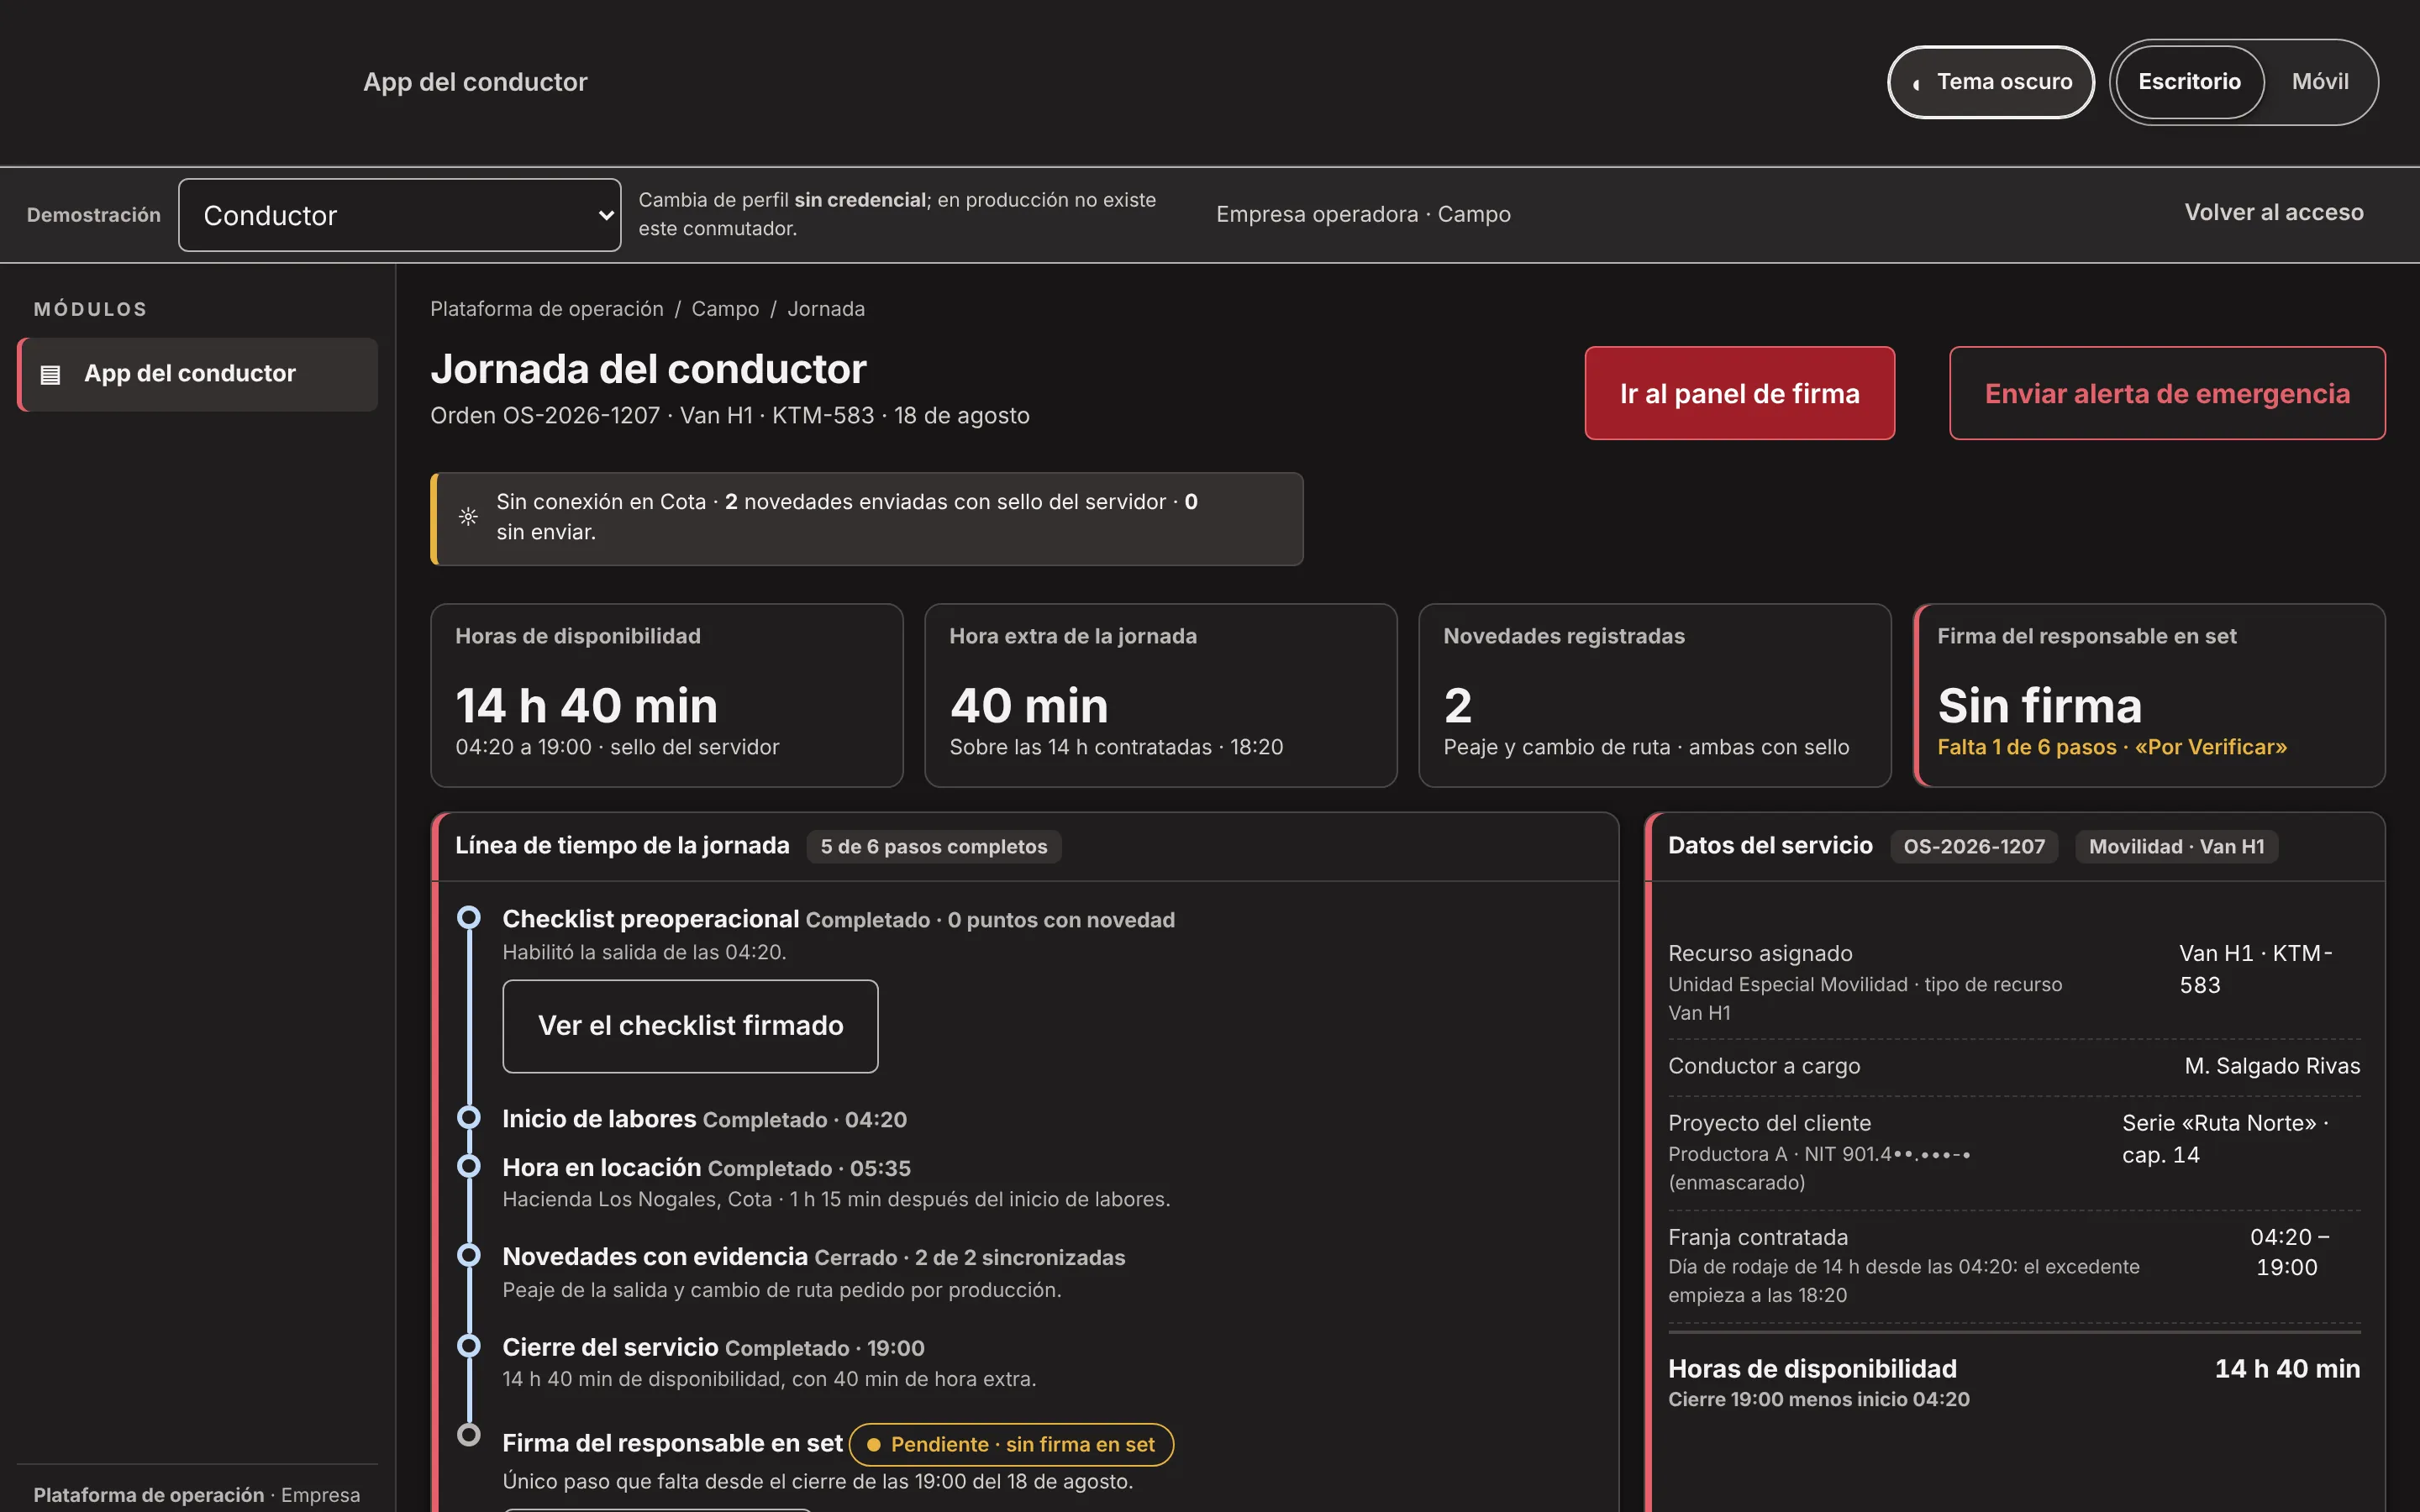 App del conductor
Tema oscuro
Escritorio
Móvil
Demostración
Conductor
Cambia de perfil sin credencial; en producción no existe
este conmutador.
Empresa operadora · Campo
Volver al acceso
MÓDULOS
App del conductor
Plataforma de operación / Campo / Jornada
Jornada del conductor
Orden OS-2026-1207 · Van H1 · KTM-583 · 18 de agosto
Ir al panel de firma
Enviar alerta de emergencia
Sin conexión en Cota · 2 novedades enviadas con sello del servidor · 0
sin enviar.
Horas de disponibilidad
14 h 40 min
04:20 a 19:00 · sello del servidor
Hora extra de la jornada
40 min
Sobre las 14 h contratadas · 18:20
Novedades registradas
2
Peaje y cambio de ruta · ambas con sello
Firma del responsable en set
Sin firma
Falta 1 de 6 pasos · «Por Verificar»
Línea de tiempo de la jornada 5 de 6 pasos completos
Checklist preoperacional Completado · 0 puntos con novedad
Habilitó la salida de las 04:20.
Ver el checklist firmado
Inicio de labores Completado · 04:20
Hora en locación Completado · 05:35
Hacienda Los Nogales, Cota · 1 h 15 min después del inicio de labores.
Novedades con evidencia Cerrado · 2 de 2 sincronizadas
Peaje de la salida y cambio de ruta pedido por producción.
Cierre del servicio Completado · 19:00
14 h 40 min de disponibilidad, con 40 min de hora extra.
Firma del responsable en set Pendiente · sin firma en set
Único paso que falta desde el cierre de las 19:00 del 18 de agosto.
Datos del servicio OS-2026-1207 Movilidad · Van H1
Recurso asignado
Unidad Especial Movilidad · tipo de recurso
Van H1
Van H1 · KTM-
583
Conductor a cargo
M. Salgado Rivas
Proyecto del cliente
Productora A · NIT 901.4••.•••-•
(enmascarado)
Serie «Ruta Norte» ·
cap. 14
Franja contratada
Día de rodaje de 14 h desde las 04:20: el excedente
empieza a las 18:20
04:20 –
19:00
Horas de disponibilidad
Cierre 19:00 menos inicio 04:20
14 h 40 min
Plataforma de operación · Empresa